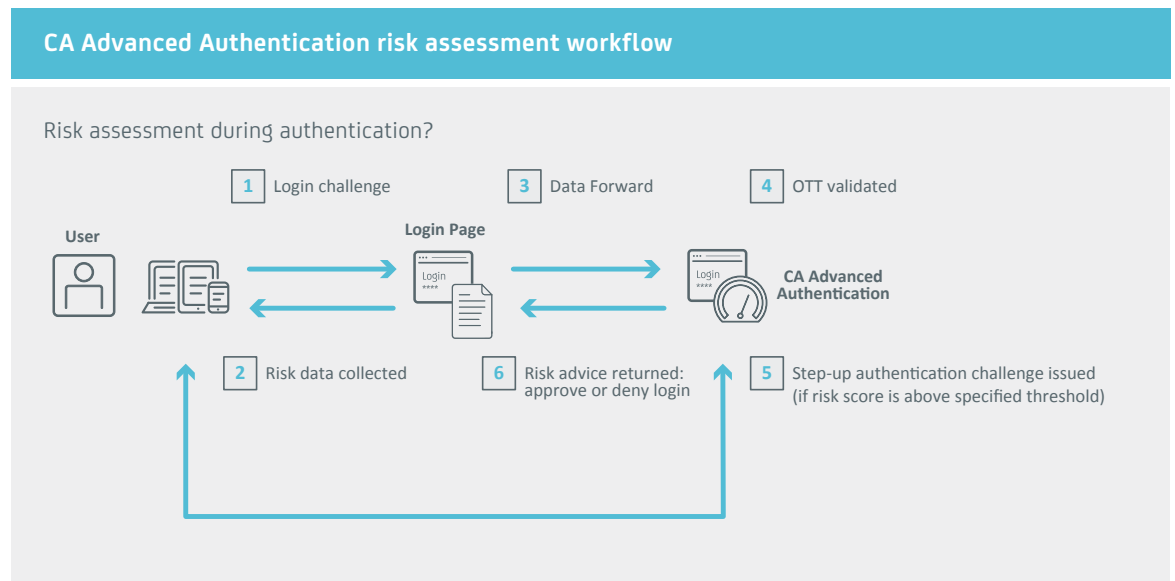 CA Advanced Authentication risk assessment workflow
Risk assessment during authentication?
1 Login challenge
3 Data Forward
4 OTT validated
User
Login Page
Login
****
Login
****
CA Advanced
Authentication
2 Risk data collected
6 Risk advice returned:
approve or deny login
5 Step-up authentication challenge issued
(if risk score is above specified threshold)